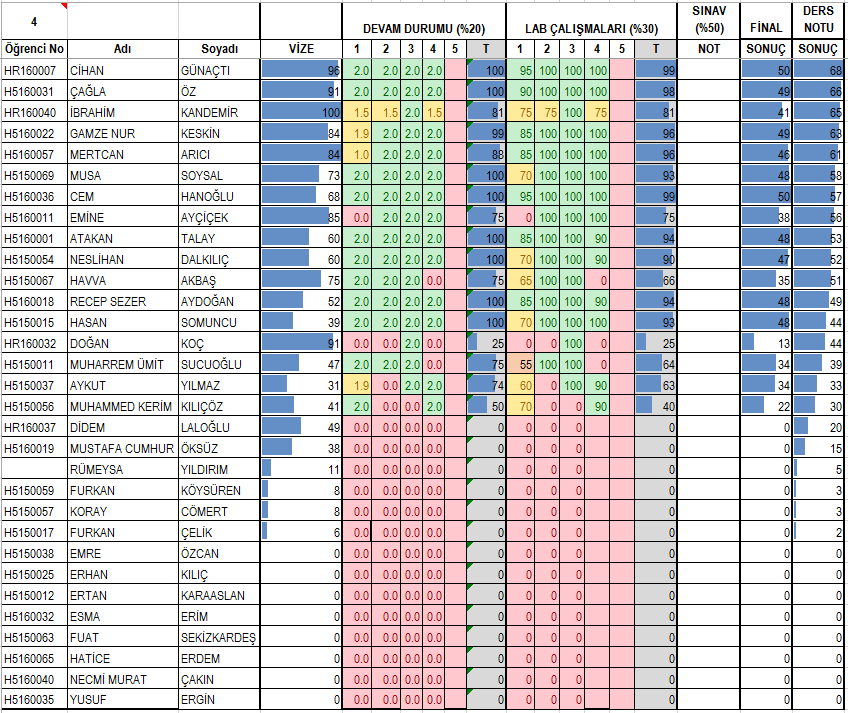 4 DEVAM DURUMU (%20) LAB ÇALIŞMALARI (%30) SINAV (%50) FİNAL DERS NOTU
Öğrenci No Adı Soyadı VİZE 1 2 3 4 5 T 1 2 3 4 5 T NOT SONUÇ SONUÇ
HR160007 CİHAN GÜNAÇTI 96 2.0 2.0 2.0 2.0 100 95 100 100 100 99 50 68
H5160031 ÇAĞLA ÖZ 91 2.0 2.0 2.0 2.0 100 90 100 100 100 98 49 66
HR160040 İBRAHİM KANDEMİR 100 1.5 1.5 2.0 1.5 81 75 75 100 75 81 41 65
H5160022 GAMZE NUR KESKİN 84 1.9 2.0 2.0 2.0 99 85 100 100 100 96 49 63
H5160057 MERTCAN ARICI 84 1.0 2.0 2.0 2.0 88 85 100 100 100 96 46 61
H5150069 MUSA SOYSAL 73 2.0 2.0 2.0 2.0 100 70 100 100 100 93 48 58
H5160036 CEM HANOĞLU 68 2.0 2.0 2.0 2.0 100 95 100 100 100 99 50 57
H5160011 EMİNE AYÇİÇEK 85 0.0 2.0 2.0 2.0 75 0 100 100 100 75 38 56
H5160001 ATAKAN TALAY 60 2.0 2.0 2.0 2.0 100 85 100 100 90 94 48 53
H5150054 NESLİHAN DALKILIÇ 60 2.0 2.0 2.0 2.0 100 70 100 100 90 90 47 52
H5150067 HAVVA AKBAŞ 75 2.0 2.0 2.0 0.0 75 65 100 100 0 66 35 51
H5160018 RECEP SEZER AYDOĞAN 52 2.0 2.0 2.0 2.0 100 85 100 100 90 94 48 49
H5150015 HASAN SOMUNCU 39 2.0 2.0 2.0 2.0 100 70 100 100 100 93 48 44
HR160032 DOĞAN KOÇ 91 0.0 0.0 2.0 0.0 25 0 0 100 0 25 13 44
H5150011 MUHARREM ÜMİT SUCUOĞLU 47 2.0 2.0 2.0 0.0 75 55 100 100 0 64 34 39
H5150037 AYKUT YILMAZ 31 1.9 0.0 2.0 2.0 74 60 0 100 90 63 34 33
H5150056 MUHAMMED KERİM KILIÇÖZ 41 2.0 0.0 0.0 2.0 50 70 0 0 90 40 22 30
HR160037 DİDEM LALOĞLU 49 0.0 0.0 0.0 0.0 0 0 0 0 0 0 20
H5160019 MUSTAFA CUMHUR ÖKSÜZ 38 0.0 0.0 0.0 0.0 0 0 0 0 0 0 15
RÜMEYSA YILDIRIM 11 0.0 0.0 0.0 0.0 0 0 0 0 0 0 5
H5150059 FURKAN KÖYSÜREN 8 0.0 0.0 0.0 0.0 0 0 0 0 0 0 3
H5150057 KORAY CÖMERT 8 0.0 0.0 0.0 0.0 0 0 0 0 0 0 3
H5150017 FURKAN ÇELİK 6 0.0 0.0 0.0 0.0 0 0 0 0 0 0 2
H5150038 EMRE ÖZCAN 0 0.0 0.0 0.0 0.0 0 0 0 0 0 0 0
H5150025 ERHAN KILIÇ 0 0.0 0.0 0.0 0.0 0 0 0 0 0 0 0
H5150012 ERTAN KARAASLAN 0 0.0 0.0 0.0 0.0 0 0 0 0 0 0 0
H5160032 ESMA ERİM 0 0.0 0.0 0.0 0.0 0 0 0 0 0 0 0
H5150063 FUAT SEKİZKARDEŞ 0 0.0 0.0 0.0 0.0 0 0 0 0 0 0 0
H5160065 HATİCE ERDEM 0 0.0 0.0 0.0 0.0 0 0 0 0 0 0 0
H5160040 NECMİ MURAT ÇAKIN 0 0.0 0.0 0.0 0.0 0 0 0 0 0 0 0
H5160035 YUSUF ERGİN 0 0.0 0.0 0.0 0.0 0 0 0 0 0 0 0